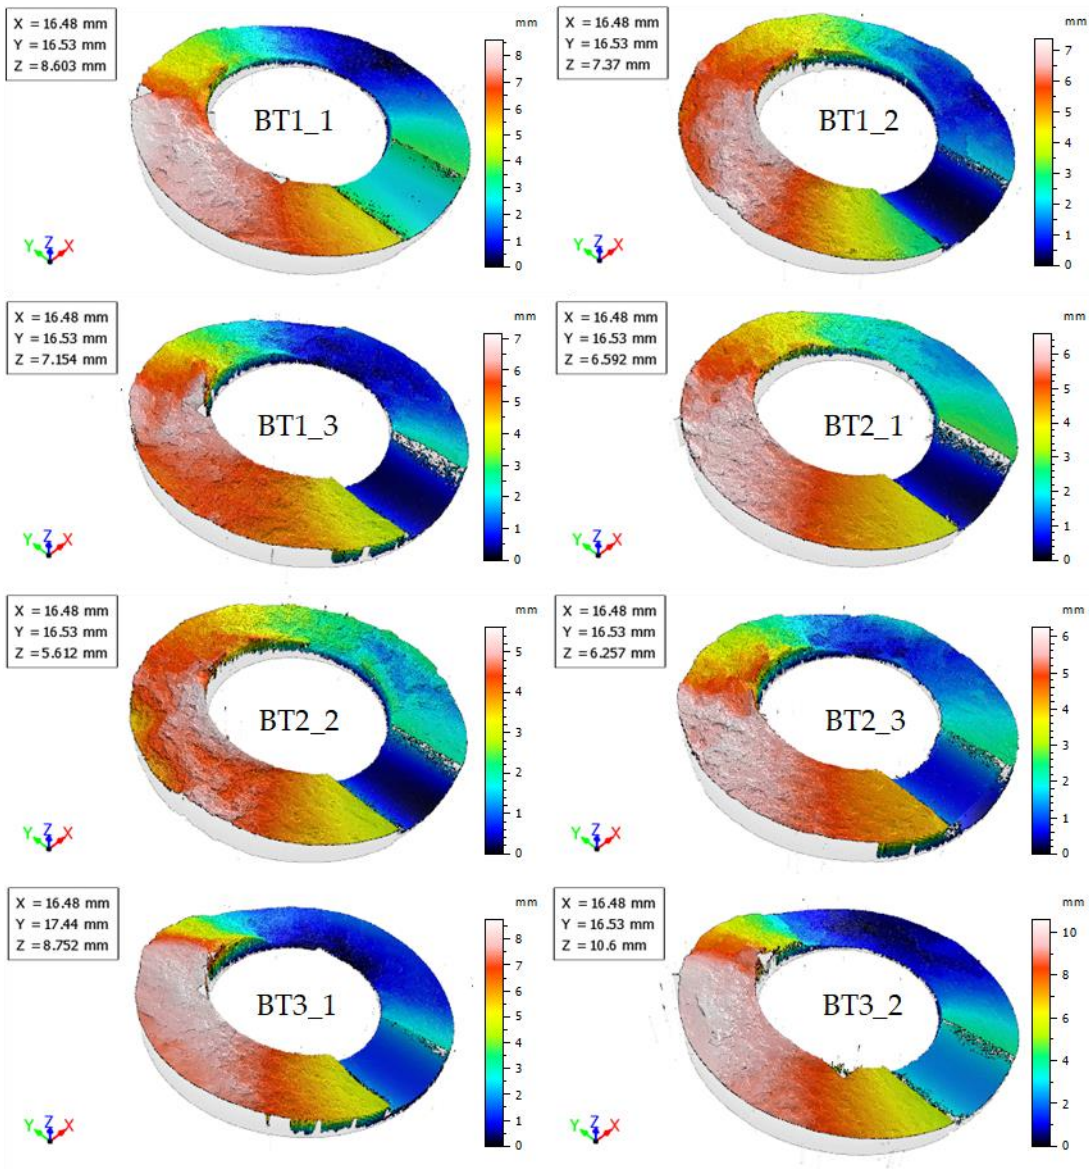 X = 16.48 mm
Y = 16.53 mm
Z = 8.603 mm
BT1_1
Y Z X
mm
8
7
6
5
4
3
2
1
0
X = 16.48 mm
Y = 16.53 mm
Z = 7.37 mm
BT1_2
Y Z X
mm
7
6
5
4
3
2
1
0
X = 16.48 mm
Y = 16.53 mm
Z = 7.154 mm
BT1_3
Y Z X
mm
7
6
5
4
3
2
1
0
X = 16.48 mm
Y = 16.53 mm
Z = 6.592 mm
BT2_1
Y Z X
mm
6
5
4
3
2
1
0
X = 16.48 mm
Y = 16.53 mm
Z = 5.612 mm
BT2_2
Y Z X
mm
5
4
3
2
1
0
X = 16.48 mm
Y = 16.53 mm
Z = 6.257 mm
BT2_3
Y Z X
mm
6
5
4
3
2
1
0
X = 16.48 mm
Y = 17.44 mm
Z = 8.752 mm
BT3_1
Y Z X
mm
8
7
6
5
4
3
2
1
0
X = 16.48 mm
Y = 16.53 mm
Z = 10.6 mm
BT3_2
Y Z X
mm
10
8
6
4
2
0